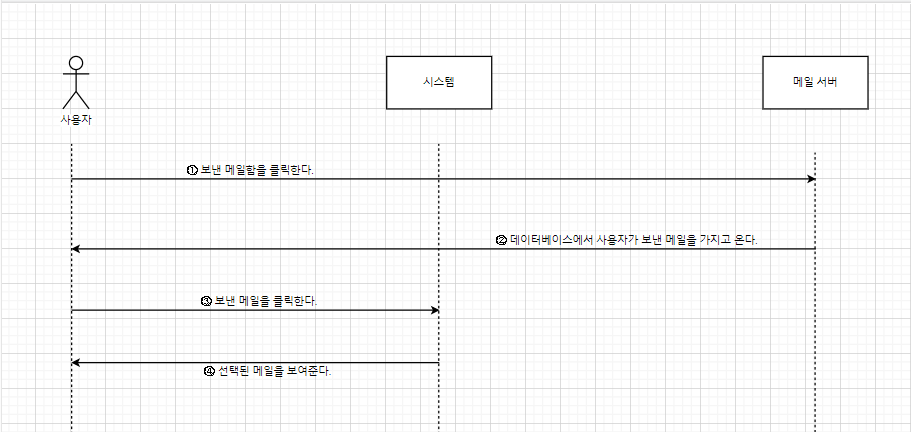 시스템
메일 서버
사용자
① 보낸 메일함을 클릭한다.
② 데이터베이스에서 사용자가 보낸 메일을 가지고 온다.
③ 보낸 메일을 클릭한다.
④ 선택된 메일을 보여준다.